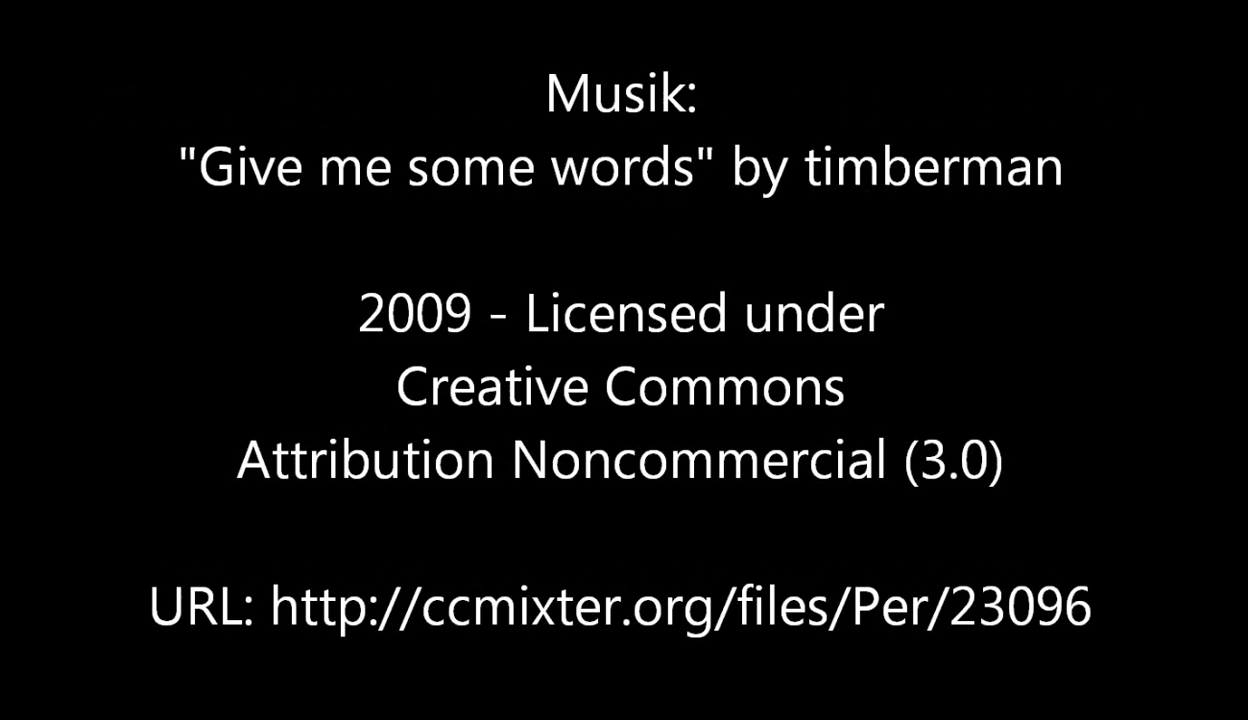 Musik:
"Give me some words" by timberman
2009 - Licensed under
Creative Commons
Attribution Noncommercial (3.0)
URL: http://ccmixter.org/files/Per/23096